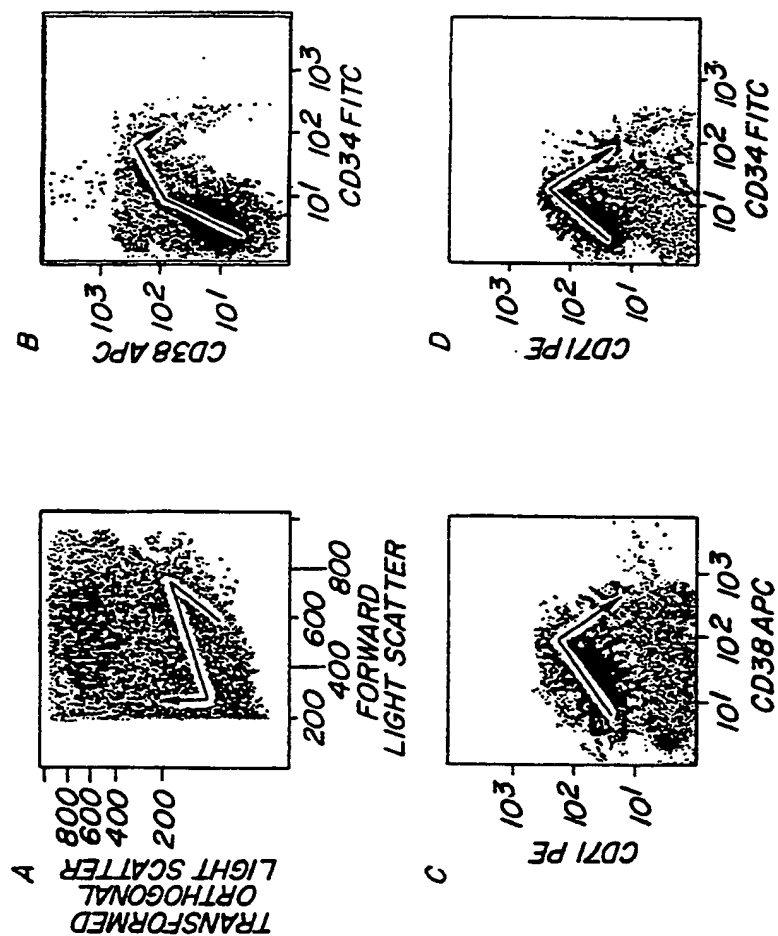 A
TRANSFORMED
ORTHOGONAL
LIGHT SCATTER
800
600
400
200
200
400
600
800
FORWARD
LIGHT SCATTER
B
CD38 APC
10³
10²
10¹
10¹
10²
10³
CD34 FITC
C
CD71 PE
10³
10²
10¹
10¹
10²
10³
CD38 APC
D
CD71 PE
10³
10²
10¹
10¹
10²
10³
CD34 FITC